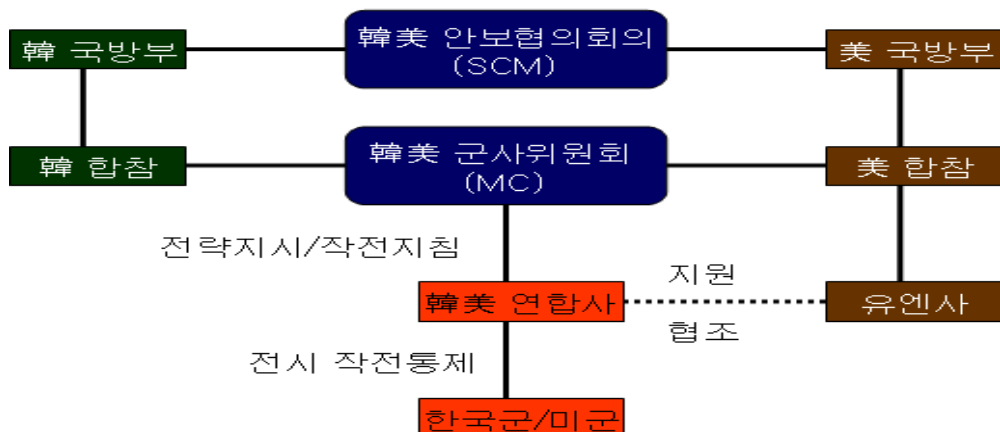 韓 국방부
韓美 안보협의회의
(SCM)
美 국방부
韓 합참
韓美 군사위원회
(MC)
美 합참
전략지시/작전지침
韓美 연합사
지원
협조
유엔사
전시 작전통제
한국군/미군